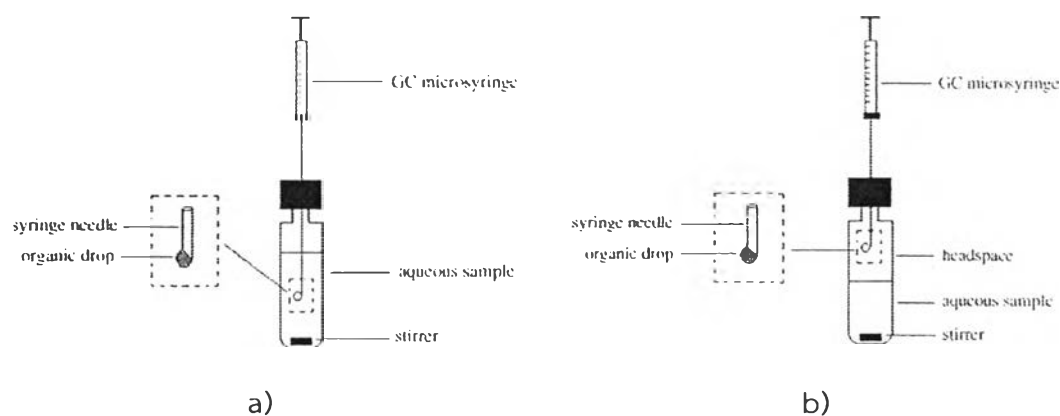 GC microsyringe
syringe needle
organic drop
aqueous sample
stirrer
a)
GC microsyringe
syringe needle
organic drop
headspace
aqueous sample
stirrer
b)